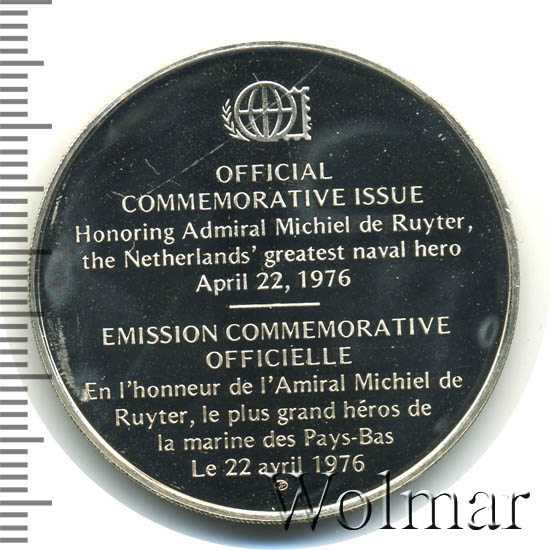 OFFICIAL
COMMEMORATIVE ISSUE
Honoring Admiral Michiel de Ruyter,
the Netherlands' greatest naval hero
April 22, 1976
EMISSION COMMEMORATIVE
OFFICIELLE
En l'honneur de l'Amiral Michiel de
Ruyter, le plus grand héros de
la marine des Pays-Bas
Le 22 avril 1976
Wolmar